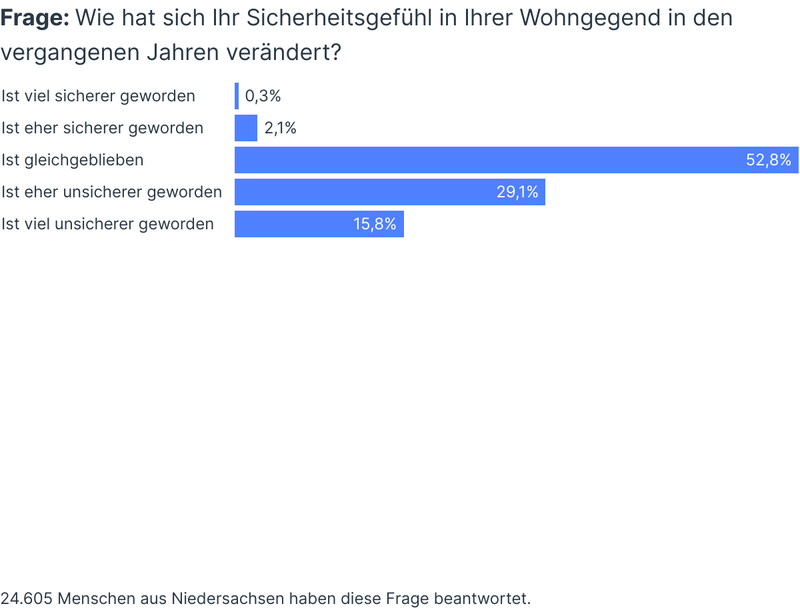 Frage: Wie hat sich Ihr Sicherheitsgefühl in Ihrer Wohngegend in den
vergangenen Jahren verändert?
Ist viel sicherer geworden 0,3%
Ist eher sicherer geworden 2,1%
Ist gleichgeblieben 52,8%
Ist eher unsicherer geworden 29,1%
Ist viel unsicherer geworden 15,8%
24.605 Menschen aus Niedersachsen haben diese Frage beantwortet.